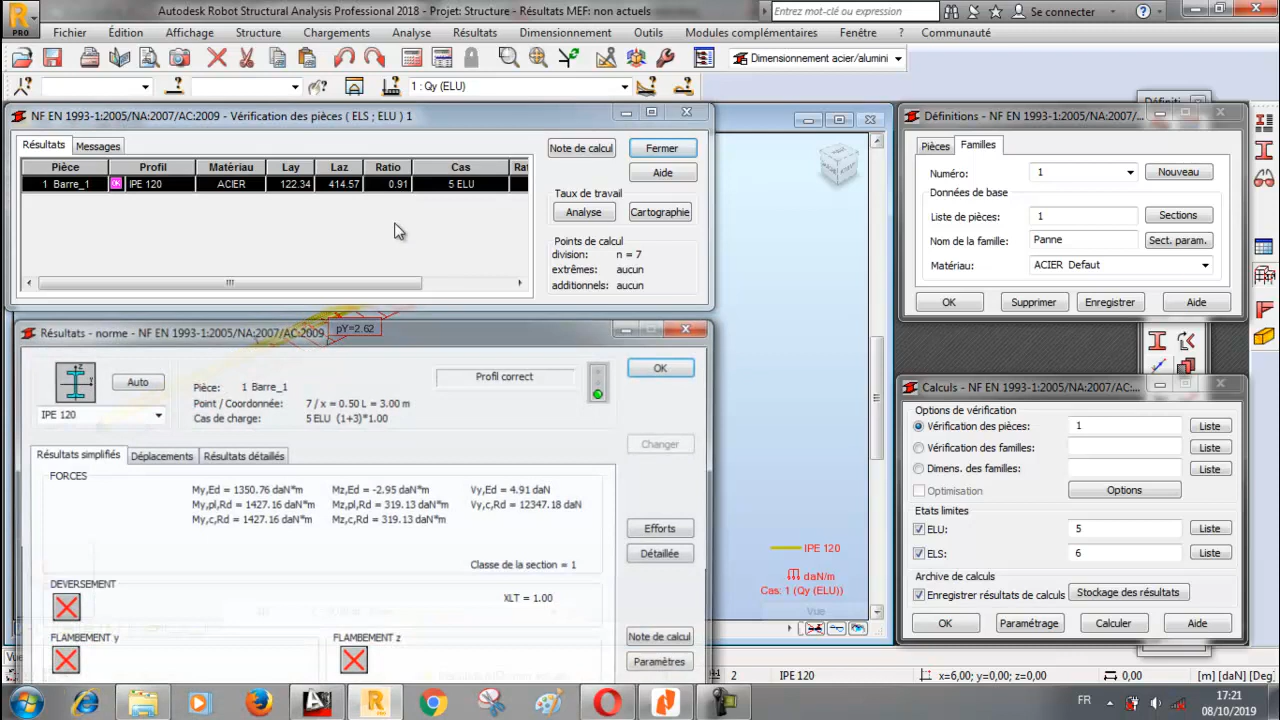 Autodesk Robot Structural Analysis Professional 2018 - Projet: Structure - Résultats MEF: non actuels
Entrez mot-clé ou expression
Se connecter
PRO
Fichier Édition Affichage Structure Chargements Analyse Résultats Dimensionnement Outils Modules complémentaires Fenêtre ? Communauté
Dimensionnement acier/alumini
1 : Qy (ELU)
NF EN 1993-1:2005/NA:2007/AC:2009 - Vérification des pièces ( ELS ; ELU ) 1
Résultats Messages
Pièce Profil Matériau Lay Laz Ratio Cas Rat
1 Barre_1 OK IPE 120 ACIER 122.34 414.57 0.91 5 ELU
Note de calcul Fermer
Aide
Taux de travail
Analyse Cartographie
Points de calcul
division: n = 7
extrêmes: aucun
additionnels: aucun
Définitions - NF EN 1993-1:2005/NA:2007/...
Pièces Familles
Numéro: 1 Nouveau
Données de base
Liste de pièces: 1 Sections
Nom de la famille: Panne Sect. param.
Matériau: ACIER Defaut
OK Supprimer Enregistrer Aide
pY=2.62
Résultats - norme - NF EN 1993-1:2005/NA:2007/AC:2009
Auto
IPE 120
Pièce: 1 Barre_1
Point / Coordonnée: 7 / x = 0.50 L = 3.00 m
Cas de charge: 5 ELU (1+3)*1.00
Profil correct
OK
Changer
Résultats simplifiés Déplacements Résultats détaillés
FORCES
My,Ed = 1350.76 daN*m Mz,Ed = -2.95 daN*m Vy,Ed = 4.91 daN
My,pl,Rd = 1427.16 daN*m Mz,pl,Rd = 319.13 daN*m Vy,c,Rd = 12347.18 daN
My,c,Rd = 1427.16 daN*m Mz,c,Rd = 319.13 daN*m
Efforts
Détaillée
Classe de la section = 1
DEVERSEMENT
XLT = 1.00
FLAMBEMENT y FLAMBEMENT z
Note de calcul
Paramètres
IPE 120
daN/m
Cas: 1 (Qy (ELU))
Vue
Calculs - NF EN 1993-1:2005/NA:2007/AC:...
Options de vérification
Vérification des pièces: 1 Liste
Vérification des familles: Liste
Dimens. des familles: Liste
Optimisation Options
Etats limites
ELU: 5 Liste
ELS: 6 Liste
Archive de calculs
Enregistrer résultats de calculs Stockage des résultats
OK Paramétrage Calculer Aide
2 IPE 120 x=6,00; y=0,00; z=0,00 0,00 [m] [daN] [Deg
FR 17:21
08/10/2019